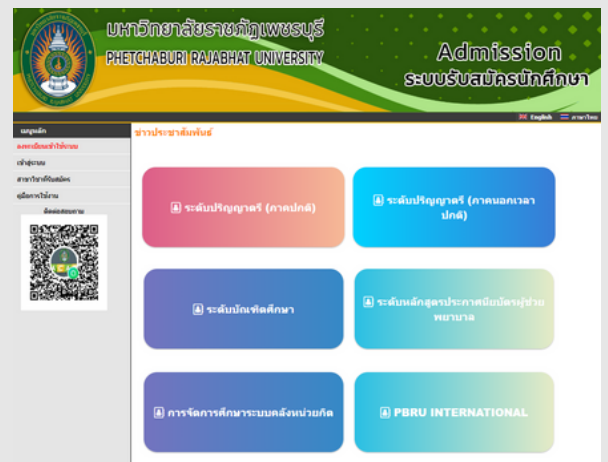 มหาวิทยาลัยราชภัฏเพชรบุรี
PHETCHABURI RAJABHAT UNIVERSITY
Admission
ระบบรับสมัครนักศึกษา
English ภาษาไทย
เมนูหลัก
ลงทะเบียนเข้าใช้ระบบ
เข้าสู่ระบบ
สาขาวิชาที่รับสมัคร
คู่มือการใช้งาน
ติดต่อสอบถาม
ข่าวประชาสัมพันธ์
ระดับปริญญาตรี (ภาคปกติ)
ระดับปริญญาตรี (ภาคนอกเวลา
ปกติ)
ระดับบัณฑิตศึกษา
ระดับหลักสูตรประกาศนียบัตรผู้ช่วย
พยาบาล
การจัดการศึกษาระบบคลังหน่วยกิต
PBRU INTERNATIONAL